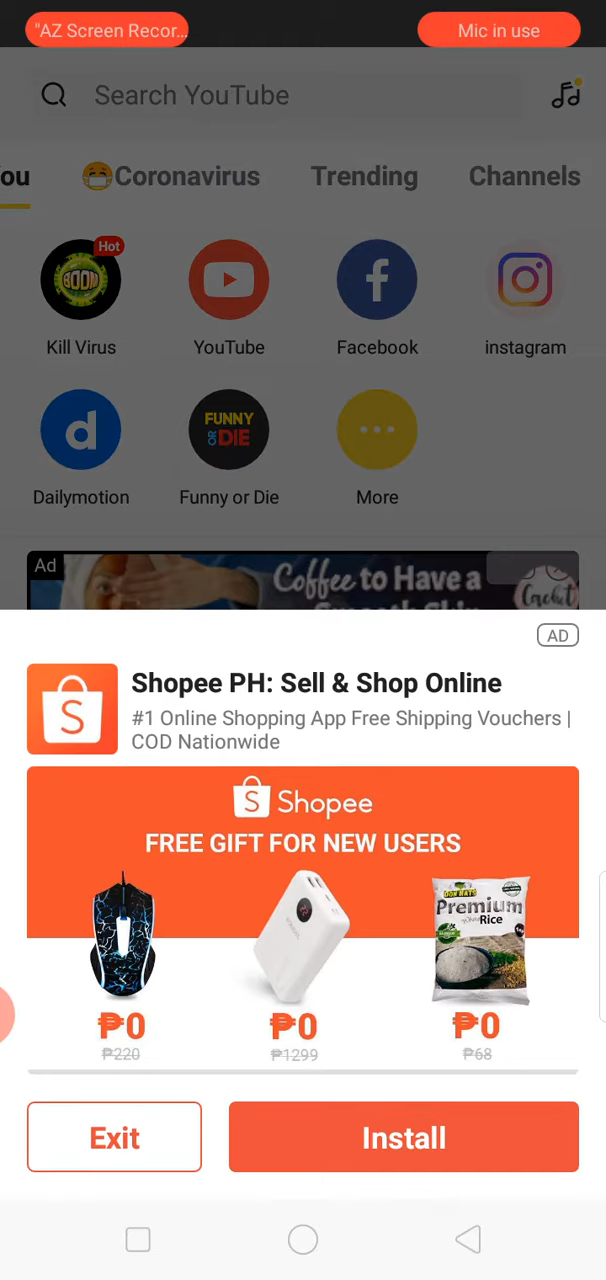 "AZ Screen Recor...
Mic in use
Search YouTube
ou
Coronavirus
Trending
Channels
Hot
BOOM
Kill Virus
YouTube
Facebook
instagram
d
FUNNY
OR DIE
Dailymotion
Funny or Die
More
Ad
Coffee to Have a
Cachet
AD
Shopee PH: Sell & Shop Online
#1 Online Shopping App Free Shipping Vouchers |
COD Nationwide
S Shopee
FREE GIFT FOR NEW USERS
Premium
Rice
₱0
₱0
₱0
₱220
₱1299
₱68
Exit
Install